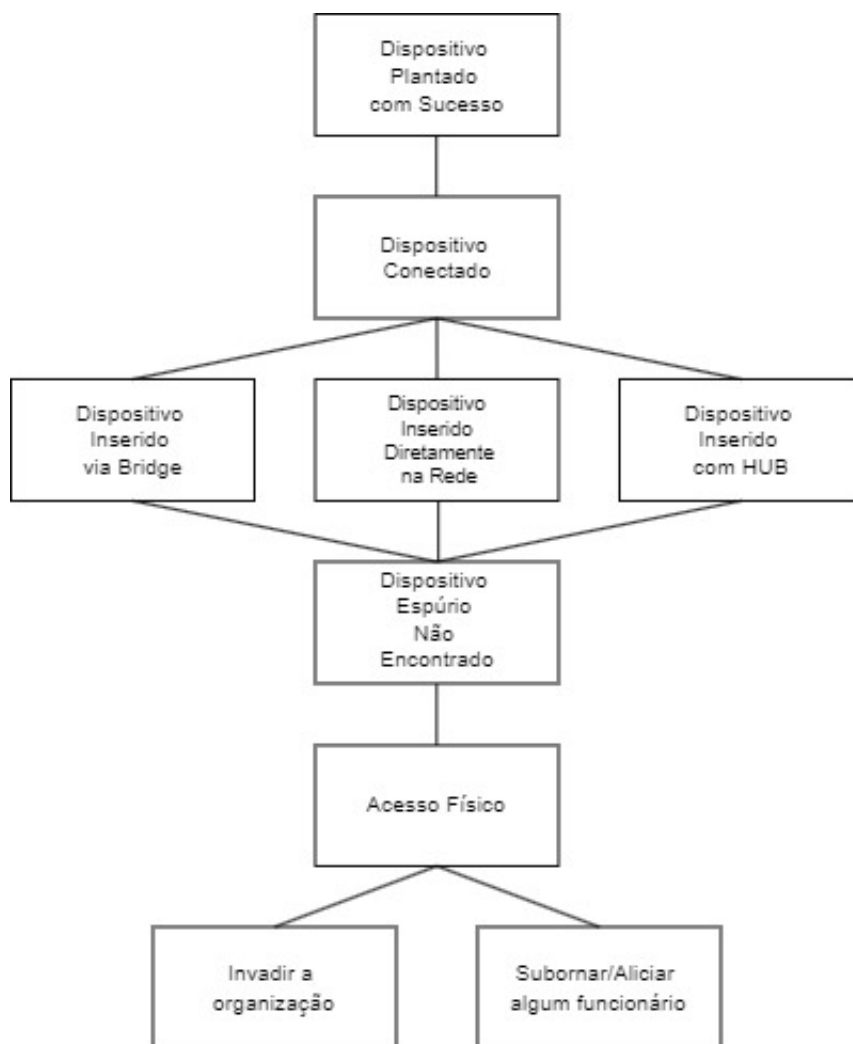 Dispositivo
Plantado
com Sucesso
Dispositivo
Conectado
Dispositivo
Inserido
via Bridge
Dispositivo
Inserido
Diretamente
na Rede
Dispositivo
Inserido
com HUB
Dispositivo
Espúrio
Não
Encontrado
Acesso Físico
Invadir a
organização
Subornar/Aliciar
algum funcionário